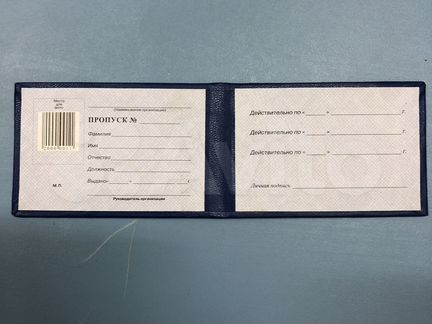 Место
для
фото
(наименование организации)
ПРОПУСК №
Фамилия
Имя
Отчество
Должность
Выдано « » г.
М.П.
Руководитель организации
Действительно по « » г.
Действительно по « » г.
Действительно по « » г.
Личная подпись
Avito